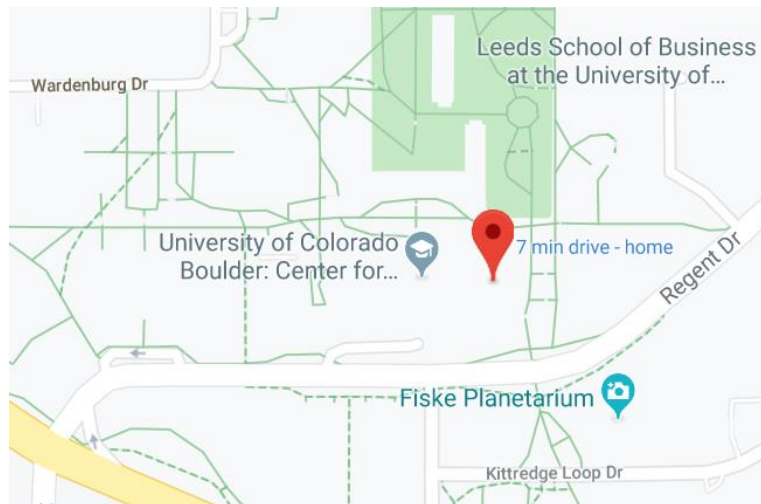 Leeds School of Business
at the University of...
Wardenburg Dr
University of Colorado
Boulder: Center for...
7 min drive - home
Regent Dr
Fiske Planetarium
Kittredge Loop Dr